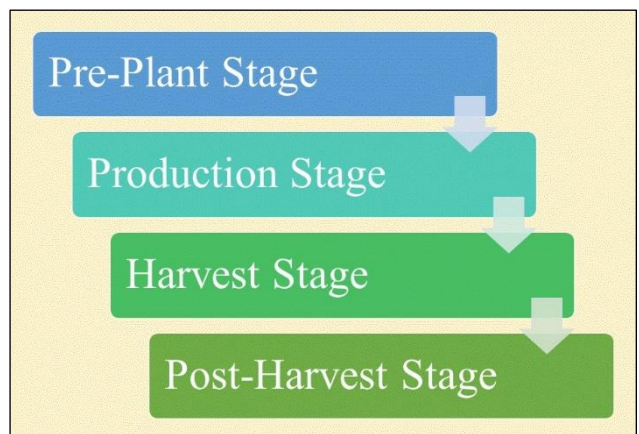 Pre-Plant Stage
Production Stage
Harvest Stage
Post-Harvest Stage